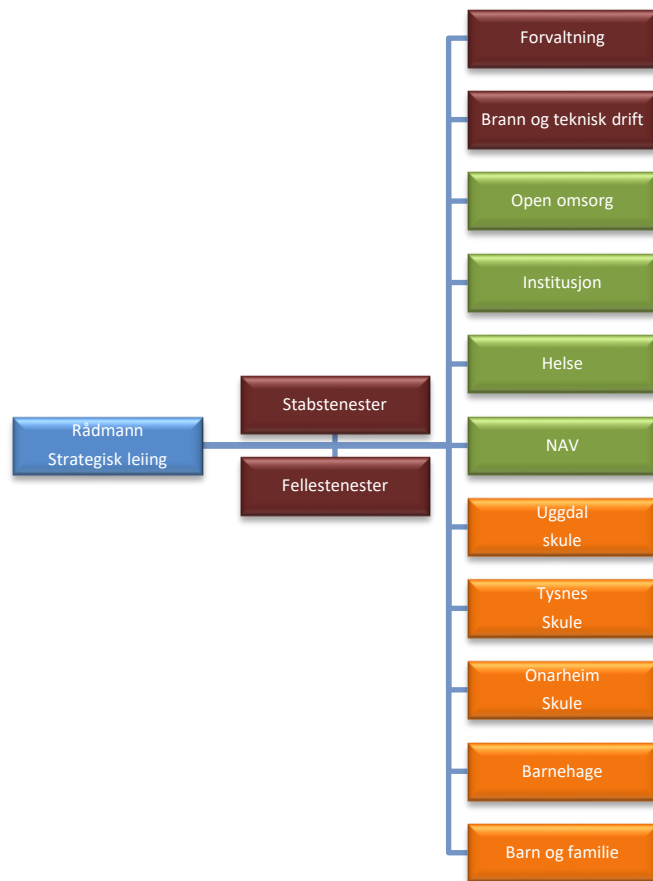 Forvaltning
Brann og teknisk drift
Open omsorg
Institusjon
Helse
Stabstenester
Rådmann
Strategisk leiing
NAV
Fellestenester
Uggdal
skule
Tysnes
Skule
Onarheim
Skule
Barnehage
Barn og familie